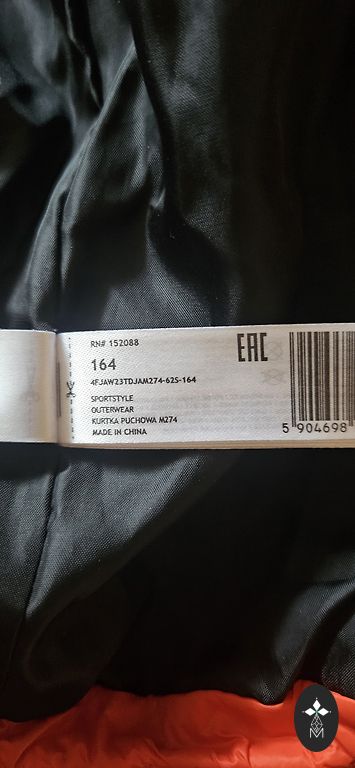 RN# 152088
EAC
164
4FJAW23TDJAM274-62S-164
SPORTSTYLE
OUTERWEAR
KURTKA PUCHOWA M274
MADE IN CHINA
5 904698